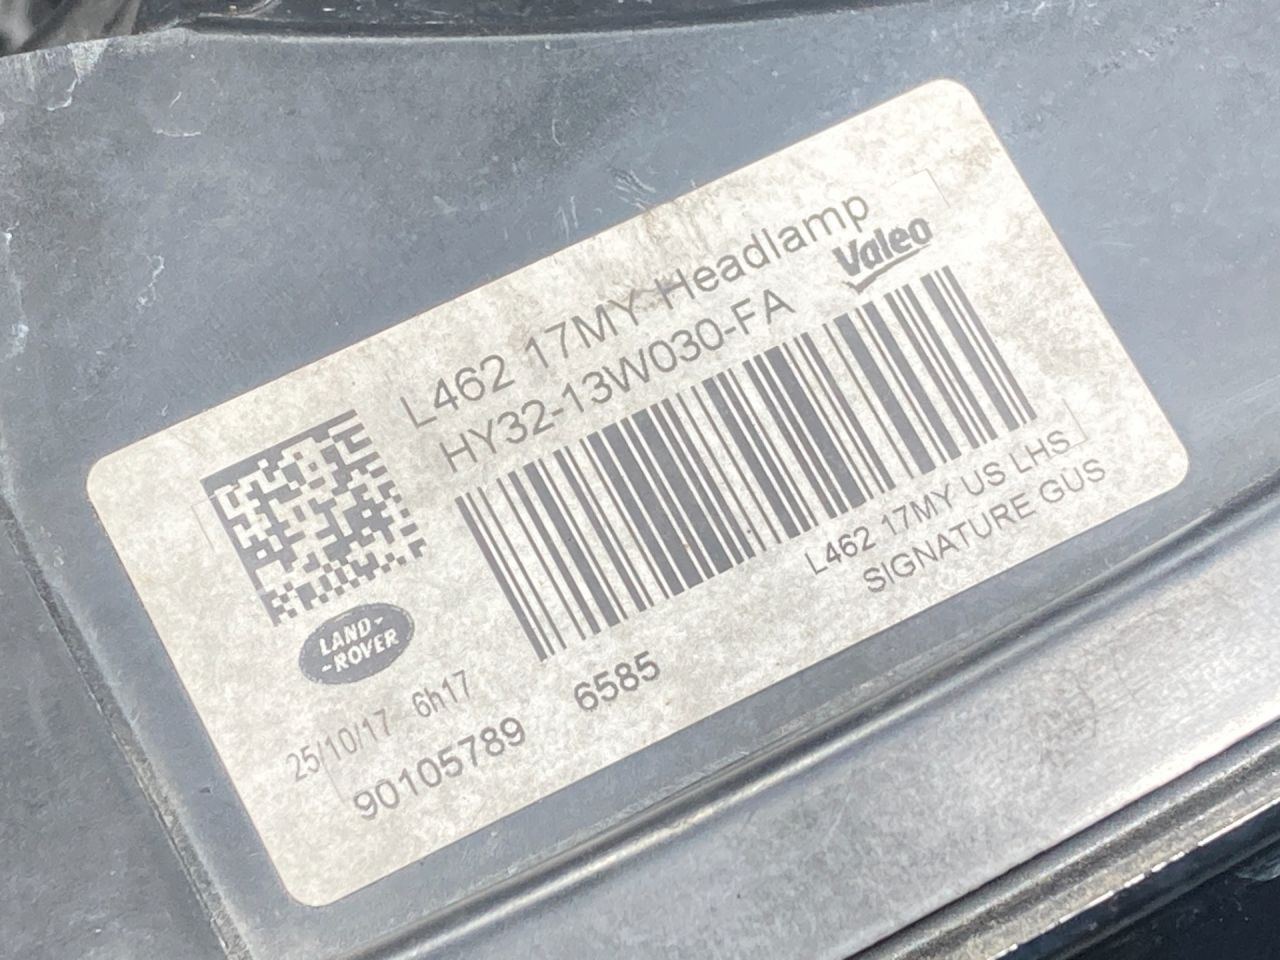 L462 17MY Headlamp
HY32-13W030-FA
Valeo
L462 17MY US LHS
SIGNATURE GUS
LAND-
-ROVER
25/10/17 6h17
90105789 6585